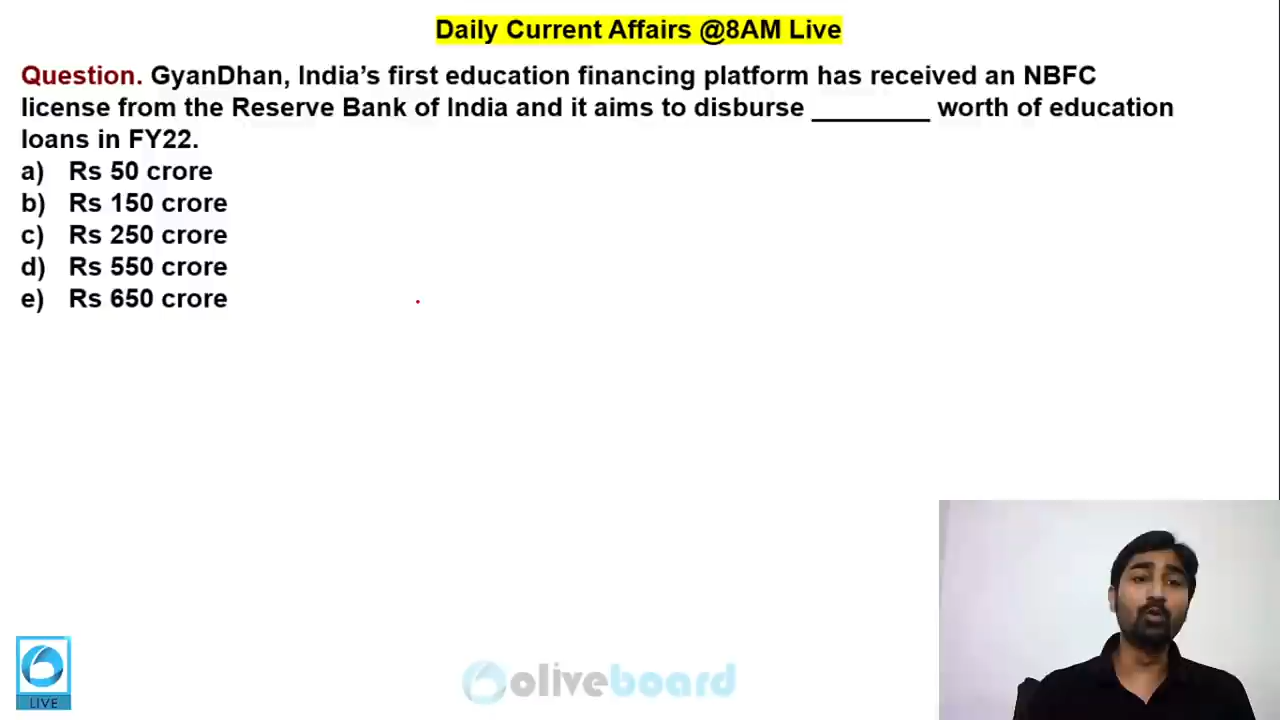 Daily Current Affairs @8AM Live
Question. GyanDhan, India’s first education financing platform has received an NBFC
license from the Reserve Bank of India and it aims to disburse ________ worth of education
loans in FY22.
a) Rs 50 crore
b) Rs 150 crore
c) Rs 250 crore
d) Rs 550 crore
e) Rs 650 crore
LIVE
oliveboard